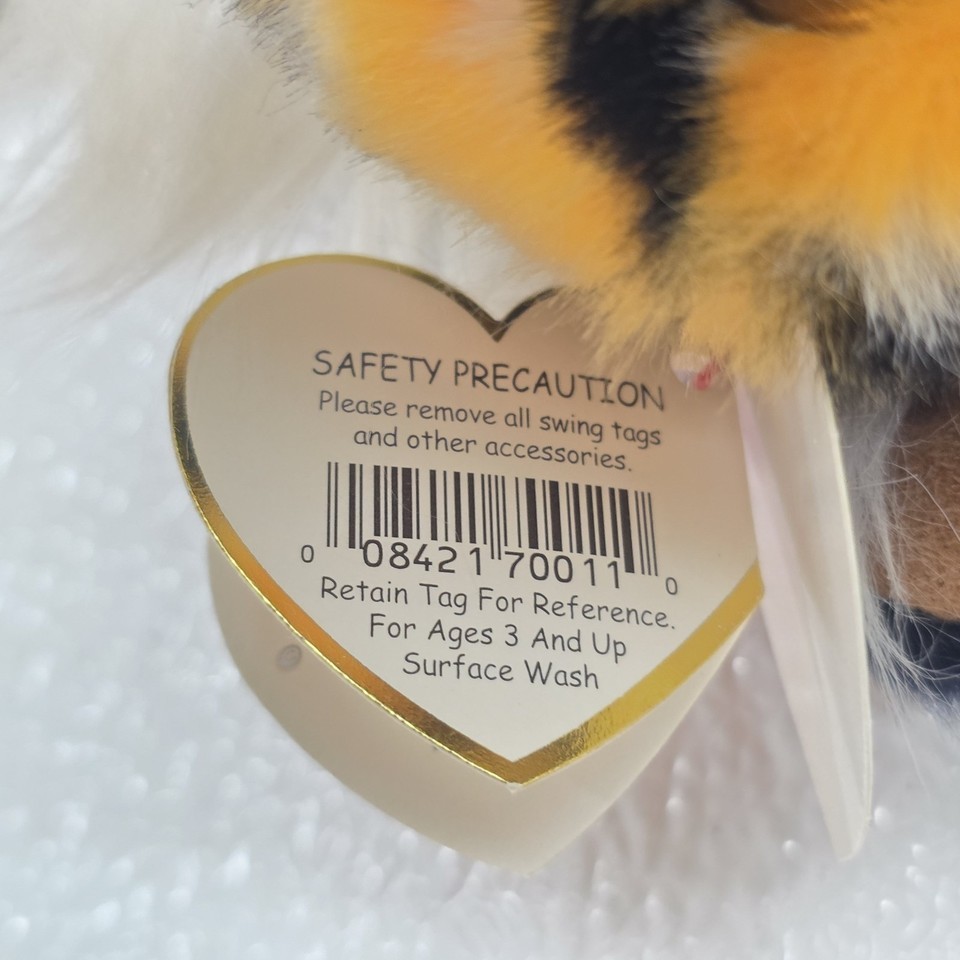 SAFETY PRECAUTION
Please remove all swing tags
and other accessories.
0 08421 70011 0
Retain Tag For Reference.
For Ages 3 And Up
Surface Wash